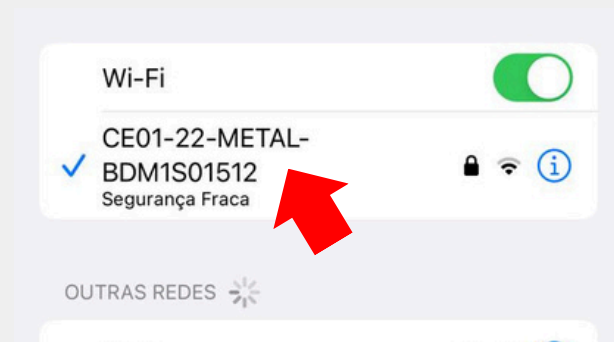 Wi-Fi
CE01-22-METAL-
BDM1S01512
Segurança Fraca
OUTRAS REDES